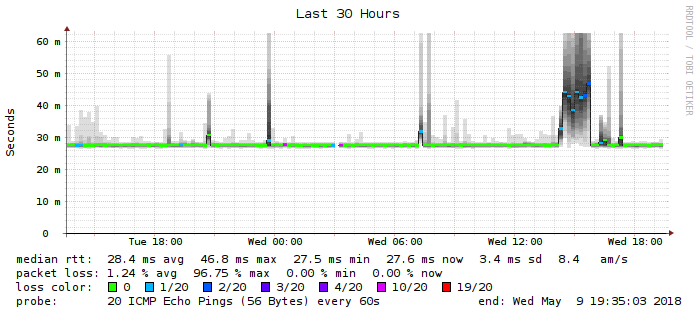 Last 30 Hours
RRDTOOL / TOBI OETIKER
Seconds
60 m
50 m
40 m
30 m
20 m
10 m
0
Tue 18:00 Wed 00:00 Wed 06:00 Wed 12:00 Wed 18:00
median rtt: 28.4 ms avg 46.8 ms max 27.5 ms min 27.6 ms now 3.4 ms sd 8.4 am/s
packet loss: 1.24 % avg 96.75 % max 0.00 % min 0.00 % now
loss color: 0 1/20 2/20 3/20 4/20 10/20 19/20
probe: 20 ICMP Echo Pings (56 Bytes) every 60s end: Wed May 9 19:35:03 2018